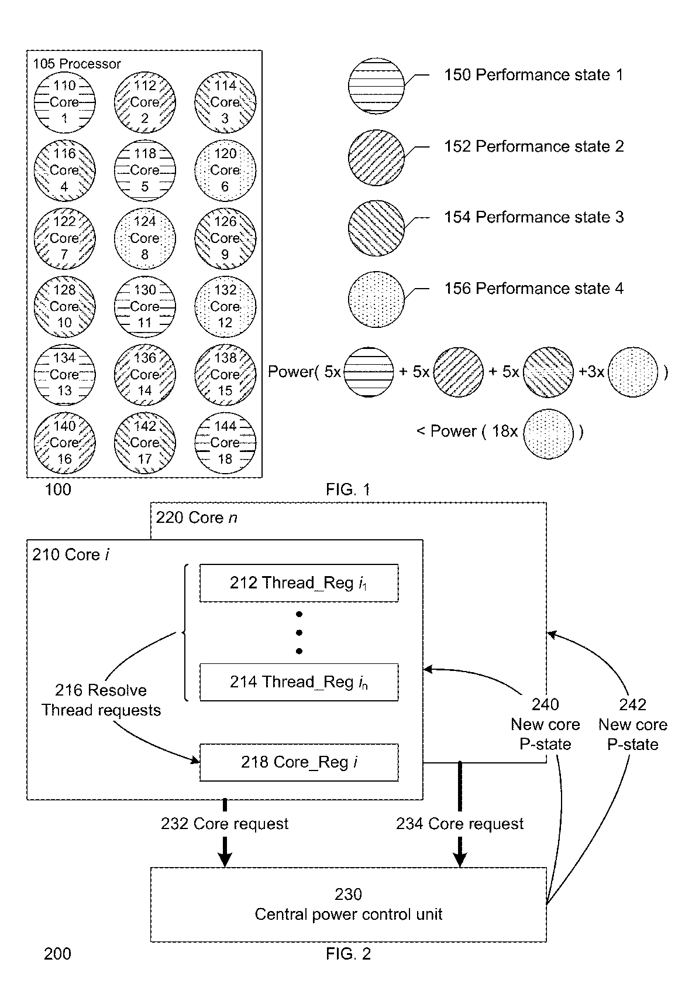 105 Processor
110 Core 1
112 Core 2
114 Core 3
116 Core 4
118 Core 5
120 Core 6
122 Core 7
124 Core 8
126 Core 9
128 Core 10
130 Core 11
132 Core 12
134 Core 13
136 Core 14
138 Core 15
140 Core 16
142 Core 17
144 Core 18
150 Performance state 1
152 Performance state 2
154 Performance state 3
156 Performance state 4
Power( 5x + 5x + 5x +3x )
< Power ( 18x )
100
FIG. 1
220 Core n
210 Core i
212 Thread_Reg i1
214 Thread_Reg in
216 Resolve
Thread requests
218 Core_Reg i
240
New core
P-state
242
New core
P-state
232 Core request
234 Core request
230
Central power control unit
200
FIG. 2